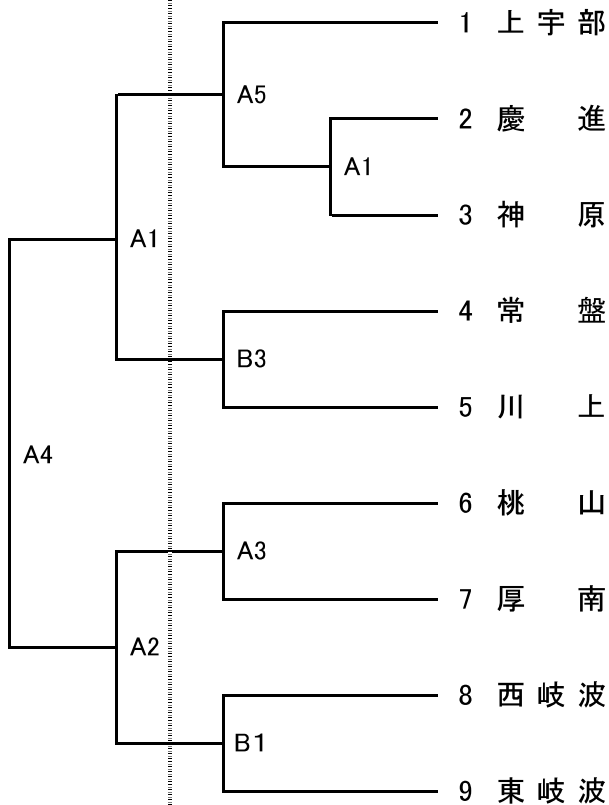 1 上宇部
A5
2 慶進
A1
3 神原
A1
4 常盤
B3
5 川上
A4
6 桃山
A3
7 厚南
A2
8 西岐波
B1
9 東岐波